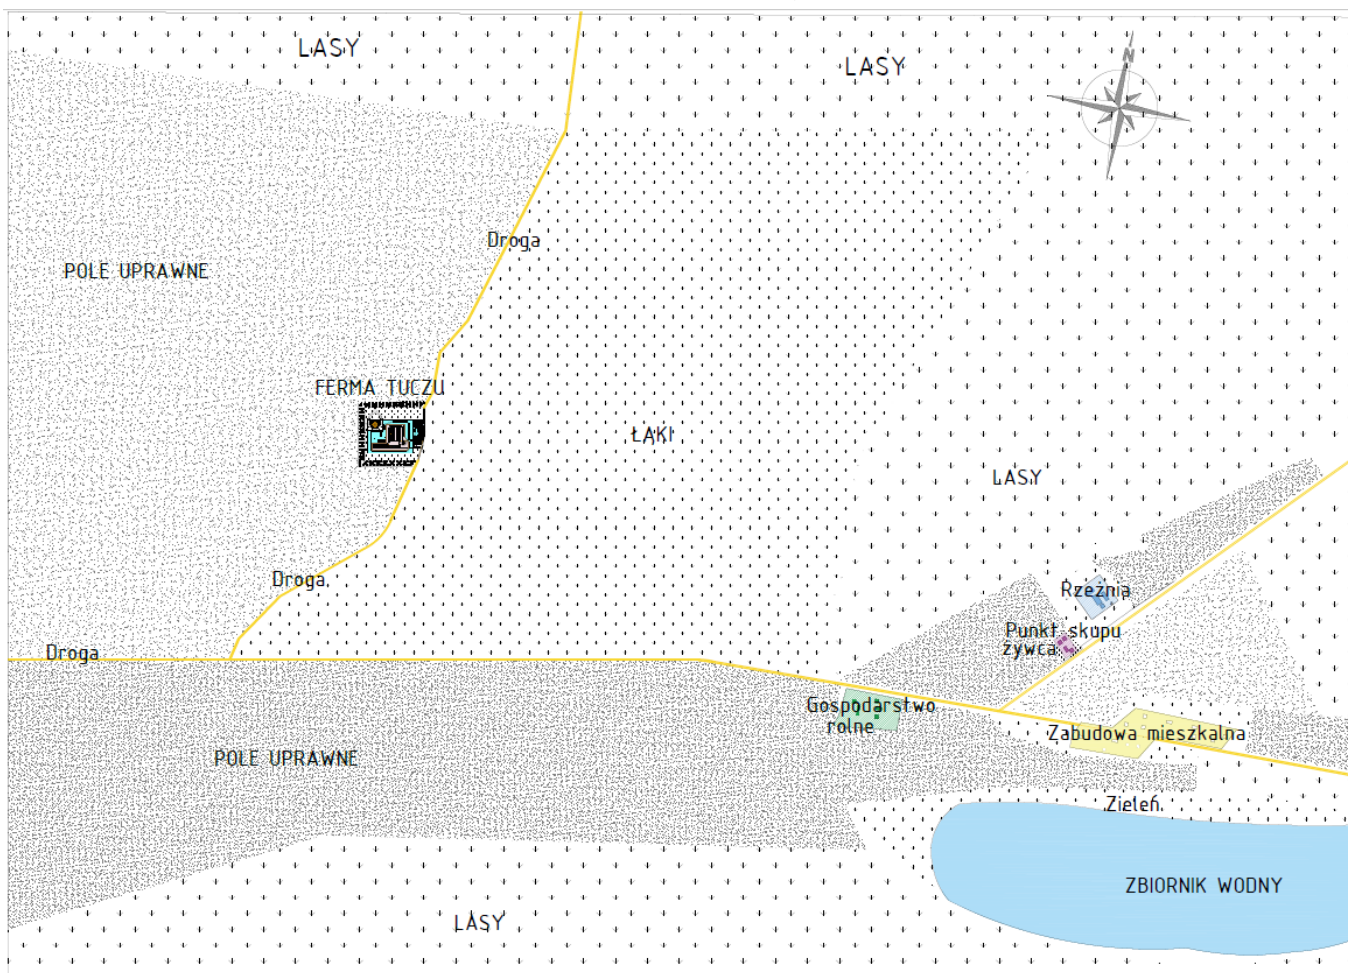 LASY
LASY
N
Droga
POLE UPRAWNE
FERMA TUCZU
ŁĄKI
LASY
Droga
Rzeźnia
Punkt skupu
żywca
Droga
Gospodarstwo
rolne
Zabudowa mieszkalna
POLE UPRAWNE
Zieleń
ZBIORNIK WODNY
LASY